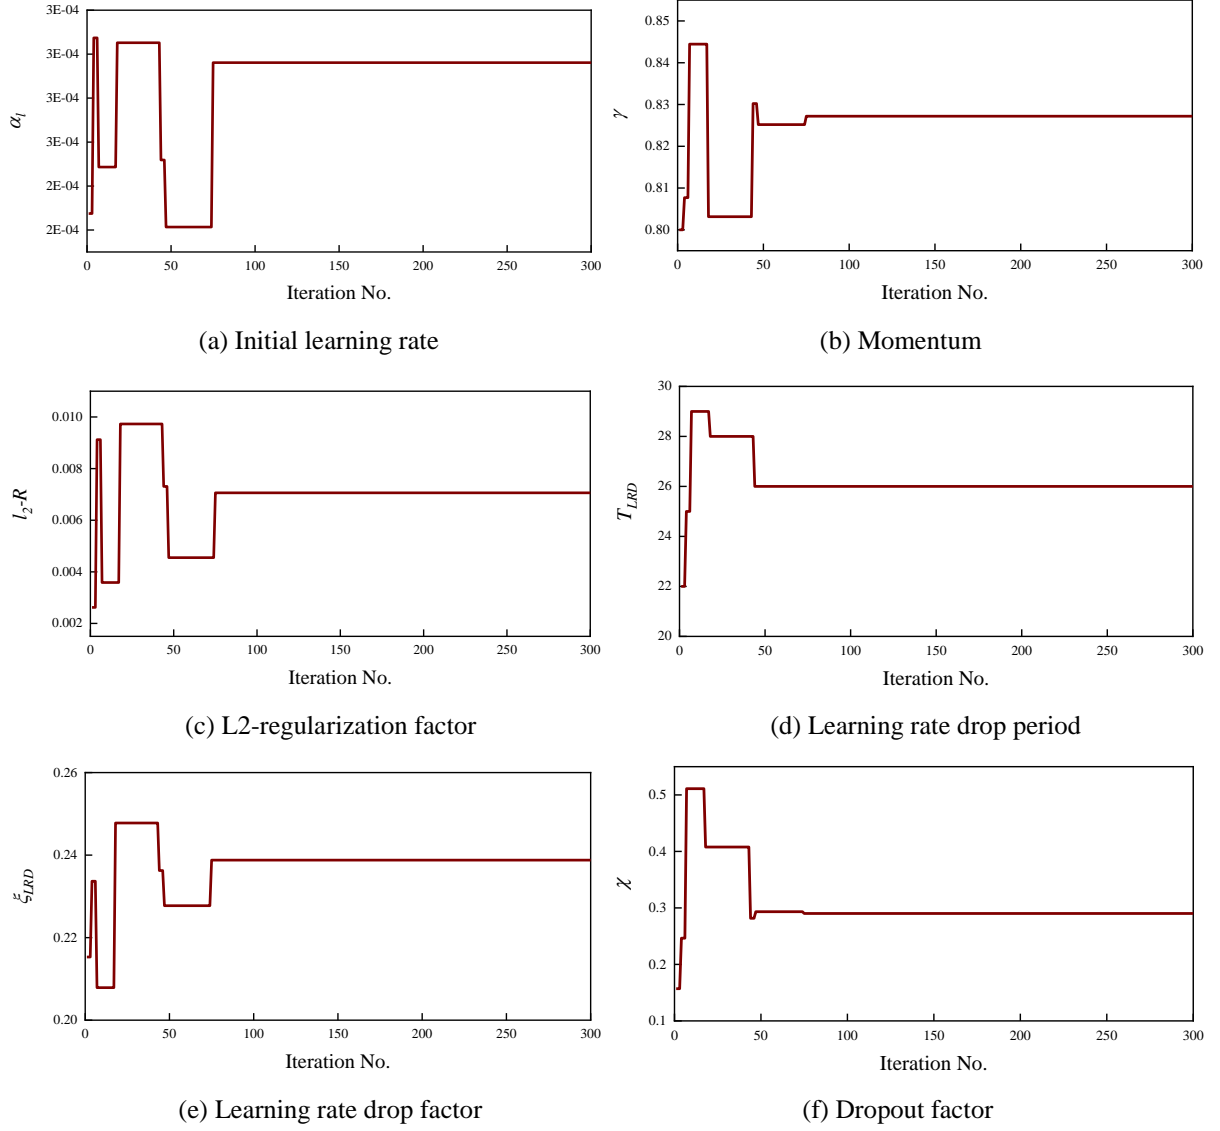 3E-04
3E-04
3E-04
3E-04
2E-04
2E-04
α_l
0 50 100 150 200 250 300
Iteration No.
(a) Initial learning rate
0.85
0.84
0.83
0.82
0.81
0.80
γ
0 50 100 150 200 250 300
Iteration No.
(b) Momentum
0.010
0.008
0.006
0.004
0.002
l_2-R
0 50 100 150 200 250 300
Iteration No.
(c) L2-regularization factor
30
28
26
24
22
20
T_LRD
0 50 100 150 200 250 300
Iteration No.
(d) Learning rate drop period
0.26
0.24
0.22
0.20
ξ_LRD
0 50 100 150 200 250 300
Iteration No.
(e) Learning rate drop factor
0.5
0.4
0.3
0.2
0.1
χ
0 50 100 150 200 250 300
Iteration No.
(f) Dropout factor